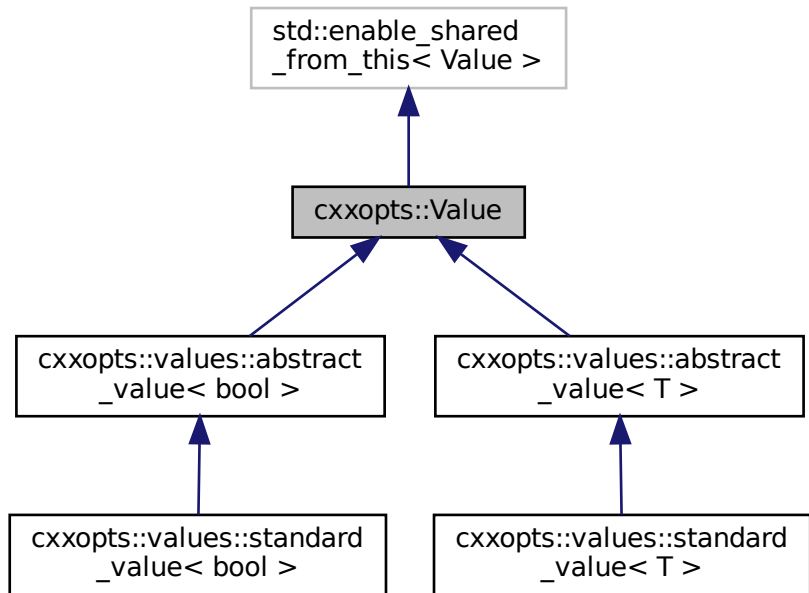 std::enable_shared
_from_this< Value >
cxxopts::Value
cxxopts::values::abstract
_value< bool >
cxxopts::values::abstract
_value< T >
cxxopts::values::standard
_value< bool >
cxxopts::values::standard
_value< T >